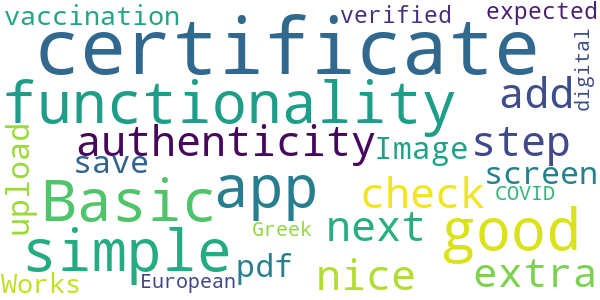 vaccination
verified
expected
certificate
digital
functionality
add
upload
authenticity
Image
step
save
screen
Basic
app
check
COVID
simple
Greek
next
good
pdf
nice
extra
Works
European